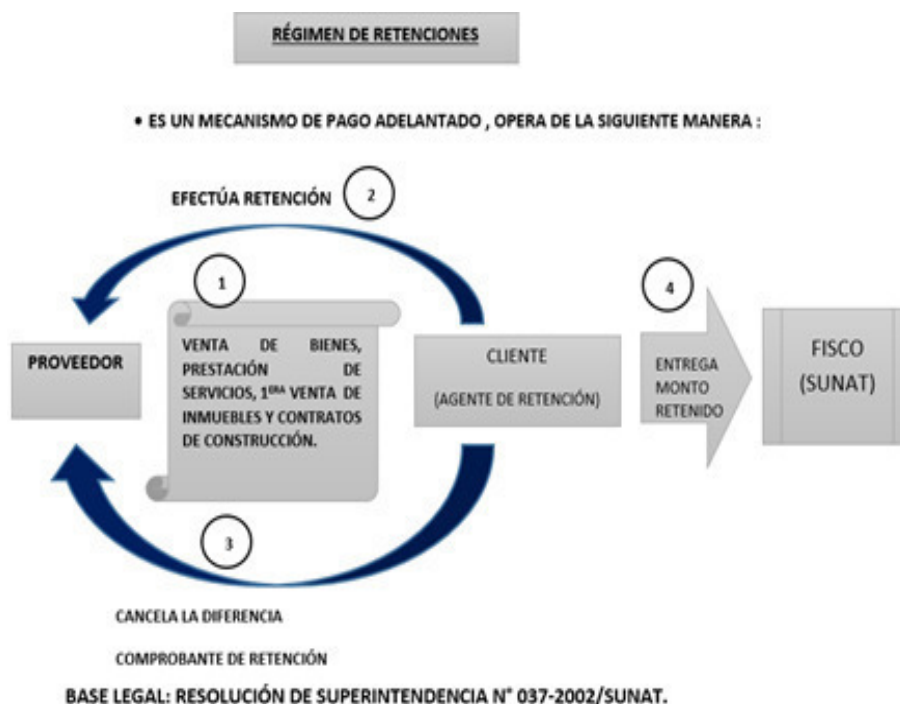 RÉGIMEN DE RETENCIONES
• ES UN MECANISMO DE PAGO ADELANTADO , OPERA DE LA SIGUIENTE MANERA :
EFECTÚA RETENCIÓN
2
1
4
PROVEEDOR
VENTA DE BIENES,
PRESTACIÓN DE
SERVICIOS, 1ERA VENTA DE
INMUEBLES Y CONTRATOS
DE CONSTRUCCIÓN.
CLIENTE
(AGENTE DE RETENCIÓN)
ENTREGA
MONTO
RETENIDO
FISCO
(SUNAT)
3
CANCELA LA DIFERENCIA
COMPROBANTE DE RETENCIÓN
BASE LEGAL: RESOLUCIÓN DE SUPERINTENDENCIA N° 037-2002/SUNAT.